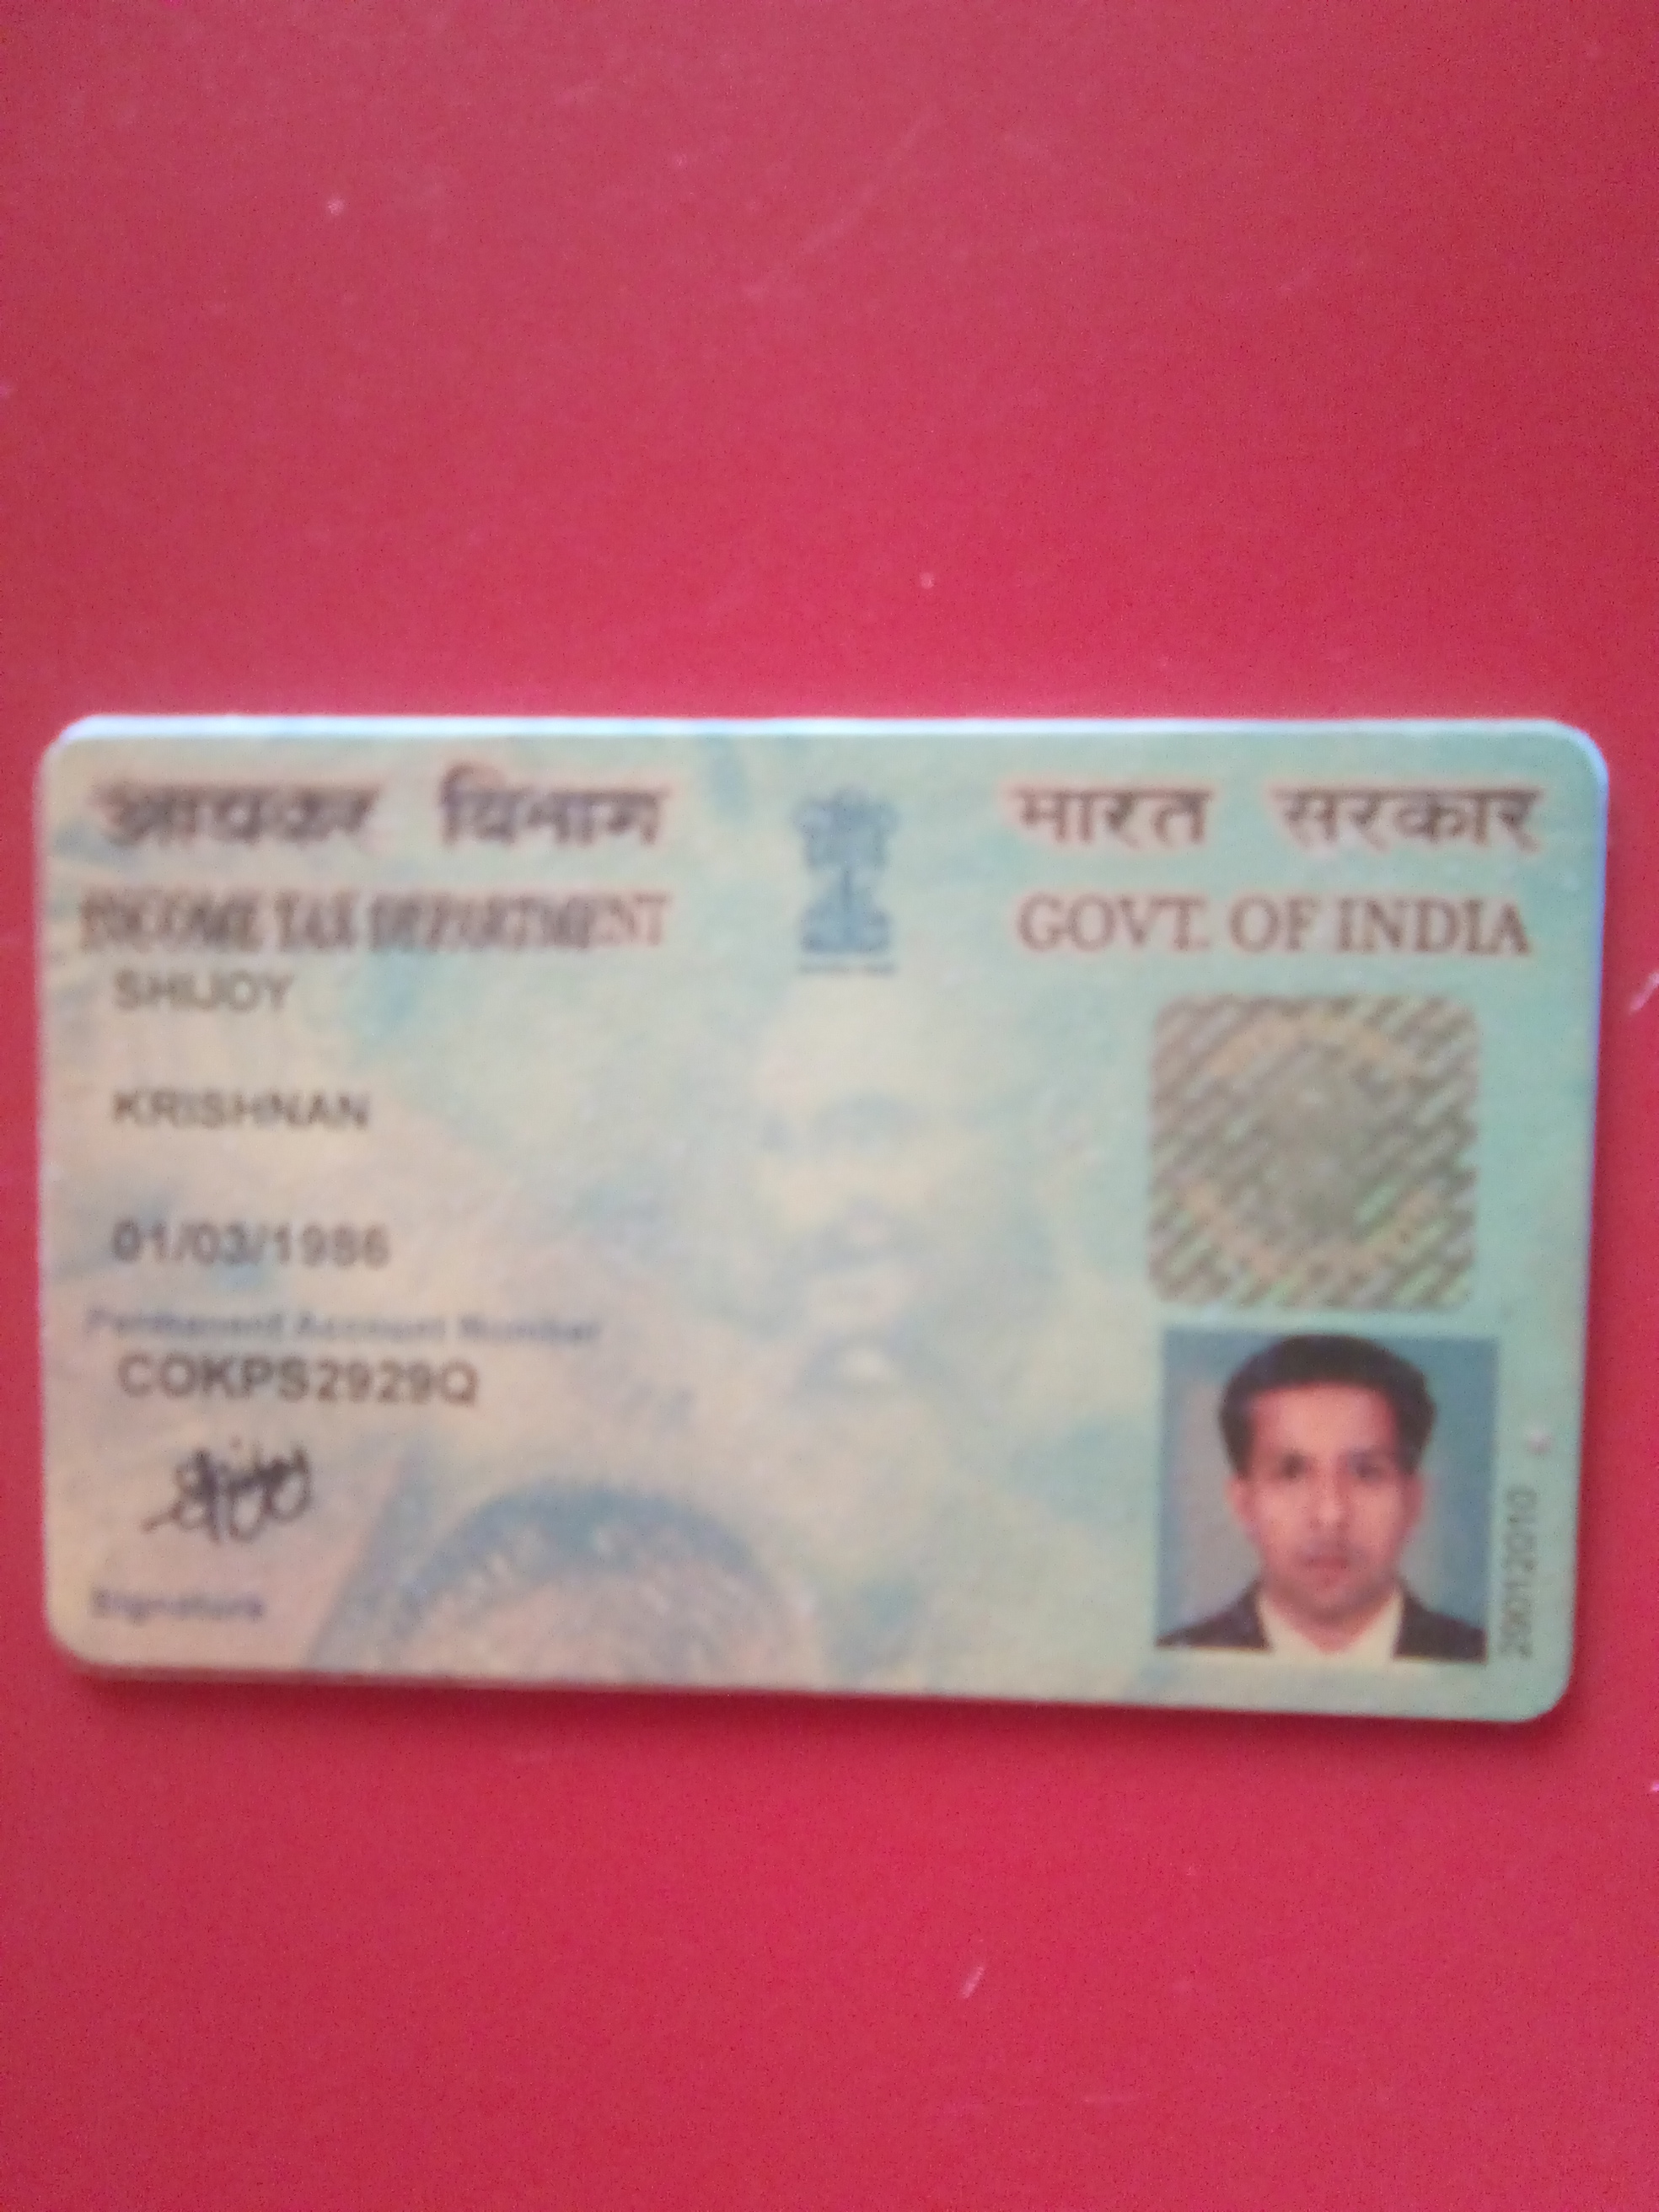 आयकर विभाग
भारत सरकार
INCOME TAX DEPARTMENT
GOVT. OF INDIA
SHIJOY
KRISHNAN
01/03/1986
Permanent Account Number
COKPS2929Q
Signature
29012010